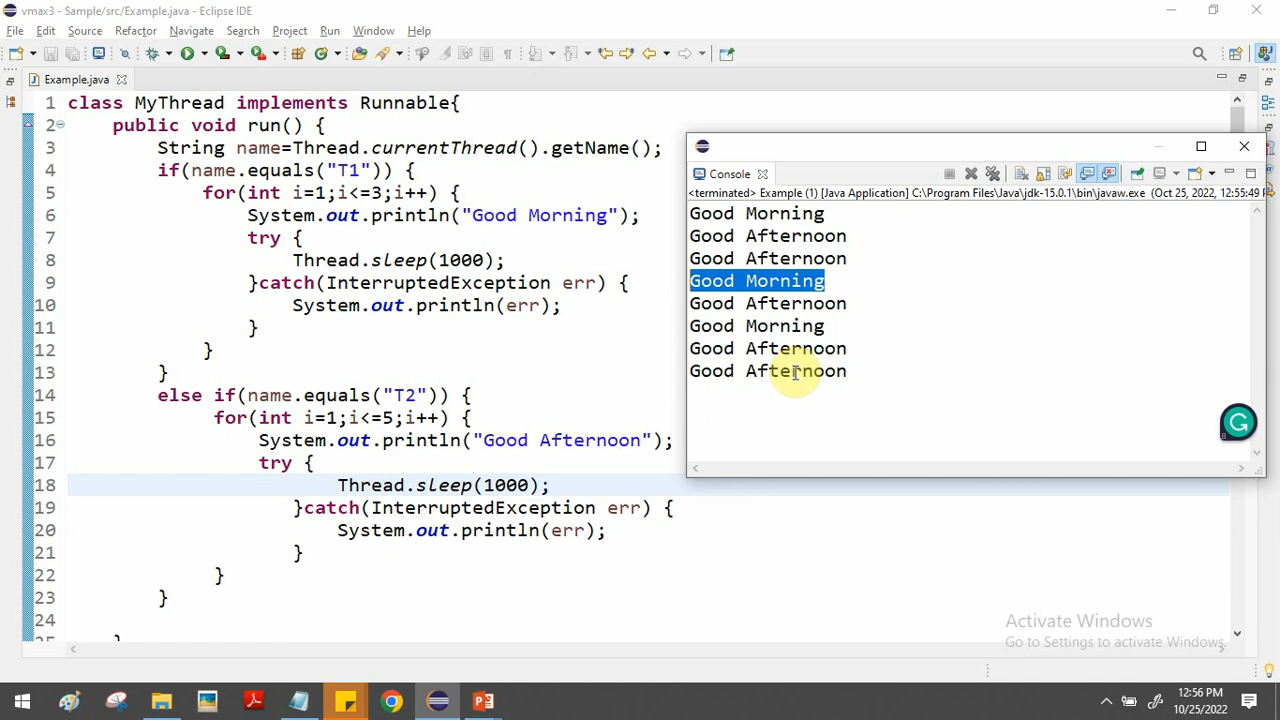 vmax3 - Sample/src/Example.java - Eclipse IDE
File Edit Source Refactor Navigate Search Project Run Window Help
Example.java
1 class MyThread implements Runnable{
2 public void run() {
3 String name=Thread.currentThread().getName();
4 if(name.equals("T1")) {
5 for(int i=1;i<=3;i++) {
6 System.out.println("Good Morning");
7 try {
8 Thread.sleep(1000);
9 }catch(InterruptedException err) {
10 System.out.println(err);
11 }
12 }
13 }
14 else if(name.equals("T2")) {
15 for(int i=1;i<=5;i++) {
16 System.out.println("Good Afternoon");
17 try {
18 Thread.sleep(1000);
19 }catch(InterruptedException err) {
20 System.out.println(err);
21 }
22 }
23 }
24
25 }
Console
<terminated> Example (1) [Java Application] C:\Program Files\Java\jdk-15.0.1\bin\javaw.exe (Oct 25, 2022, 12:55:49
Good Morning
Good Afternoon
Good Afternoon
Good Morning
Good Afternoon
Good Morning
Good Afternoon
Good Afternoon
Activate Windows
Go to Settings to activate Windows.
12:56 PM
10/25/2022